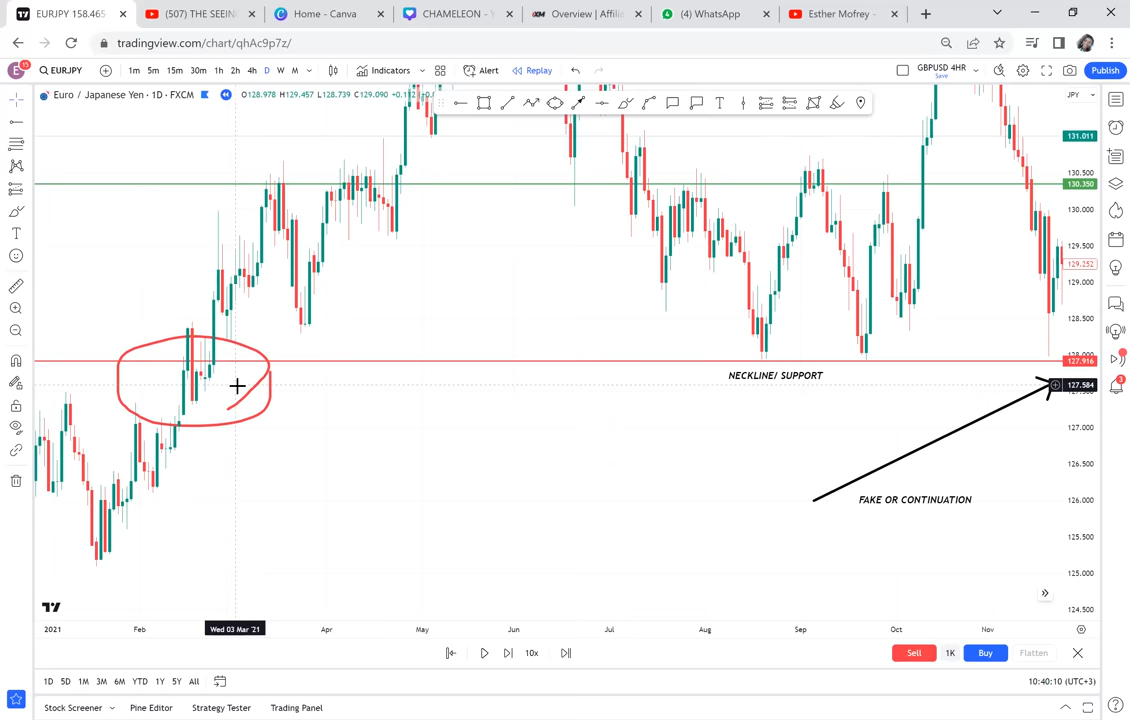 EURJPY 158.465
(507) THE SEEIN
Home - Canva
CHAMELEON - Y
Overview | Affilia
(4) WhatsApp
Esther Mofrey -
tradingview.com/chart/qhAc9p7z/
E
15
EURJPY
1m 5m 15m 30m 1h 2h 4h D W M
Indicators
Alert
Replay
GBPUSD 4HR
Save
Publish
Euro / Japanese Yen · 1D · FXCM
O128.978 H129.457 L128.739 C129.090
JPY
131.011
130.500
130.350
130.000
129.500
129.252
129.000
128.500
128.000
127.916
NECKLINE/ SUPPORT
127.584
127.000
126.500
126.000
FAKE OR CONTINUATION
125.500
125.000
124.500
2021 Feb Wed 03 Mar '21 Apr May Jun Jul Aug Sep Oct Nov
10x
Sell 1K Buy Flatten
1D 5D 1M 3M 6M YTD 1Y 5Y All
10:40:10 (UTC+3)
Stock Screener Pine Editor Strategy Tester Trading Panel
3